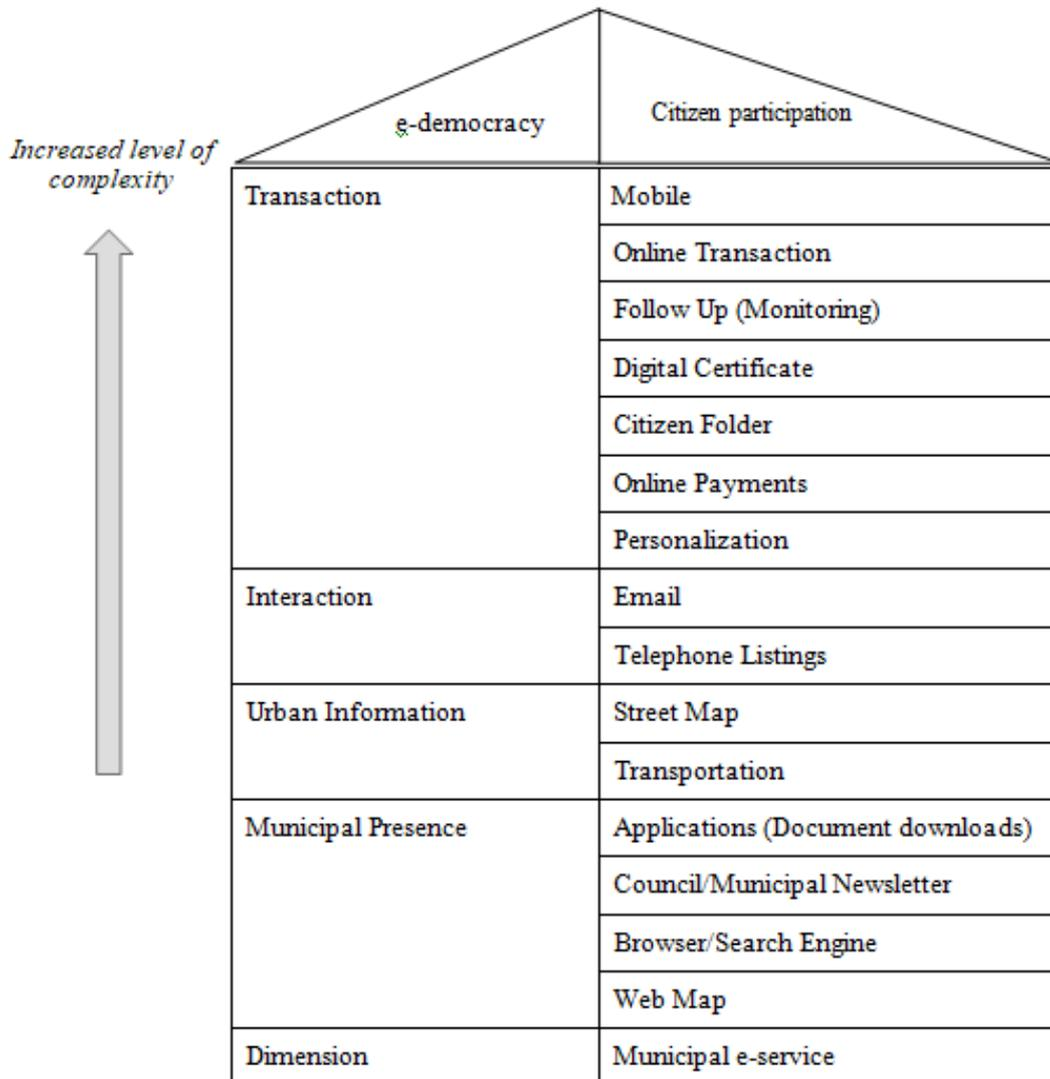 e-democracy
Citizen participation
Increased level of
complexity
Transaction
Mobile
Online Transaction
Follow Up (Monitoring)
Digital Certificate
Citizen Folder
Online Payments
Personalization
Interaction
Email
Telephone Listings
Urban Information
Street Map
Transportation
Municipal Presence
Applications (Document downloads)
Council/Municipal Newsletter
Browser/Search Engine
Web Map
Dimension
Municipal e-service